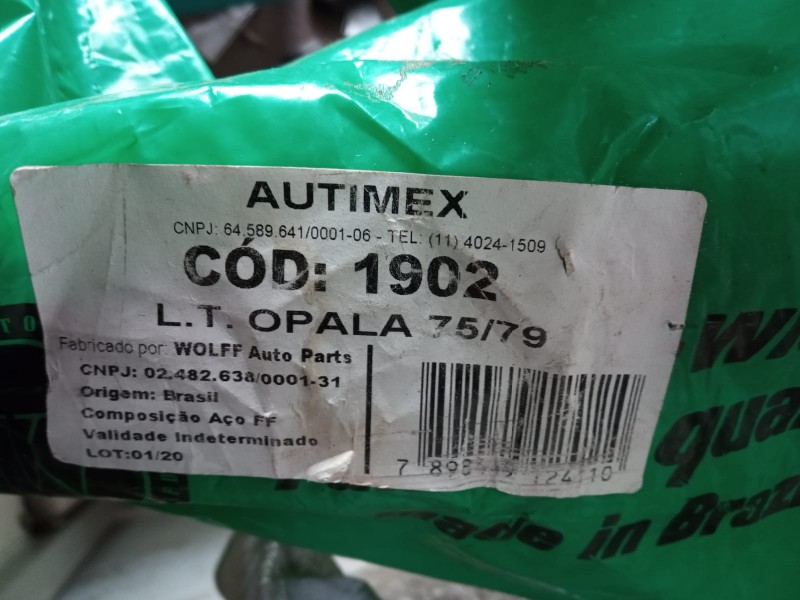 AUTIMEX
CNPJ: 64.589.641/0001-06 - TEL: (11) 4024-1509
CÓD: 1902
L.T. OPALA 75/79
Fabricado por: WOLFF Auto Parts
CNPJ: 02.482.638/0001-31
Origem: Brasil
Composição Aço FF
Validade Indeterminado
LOT:01/20
in Brazil